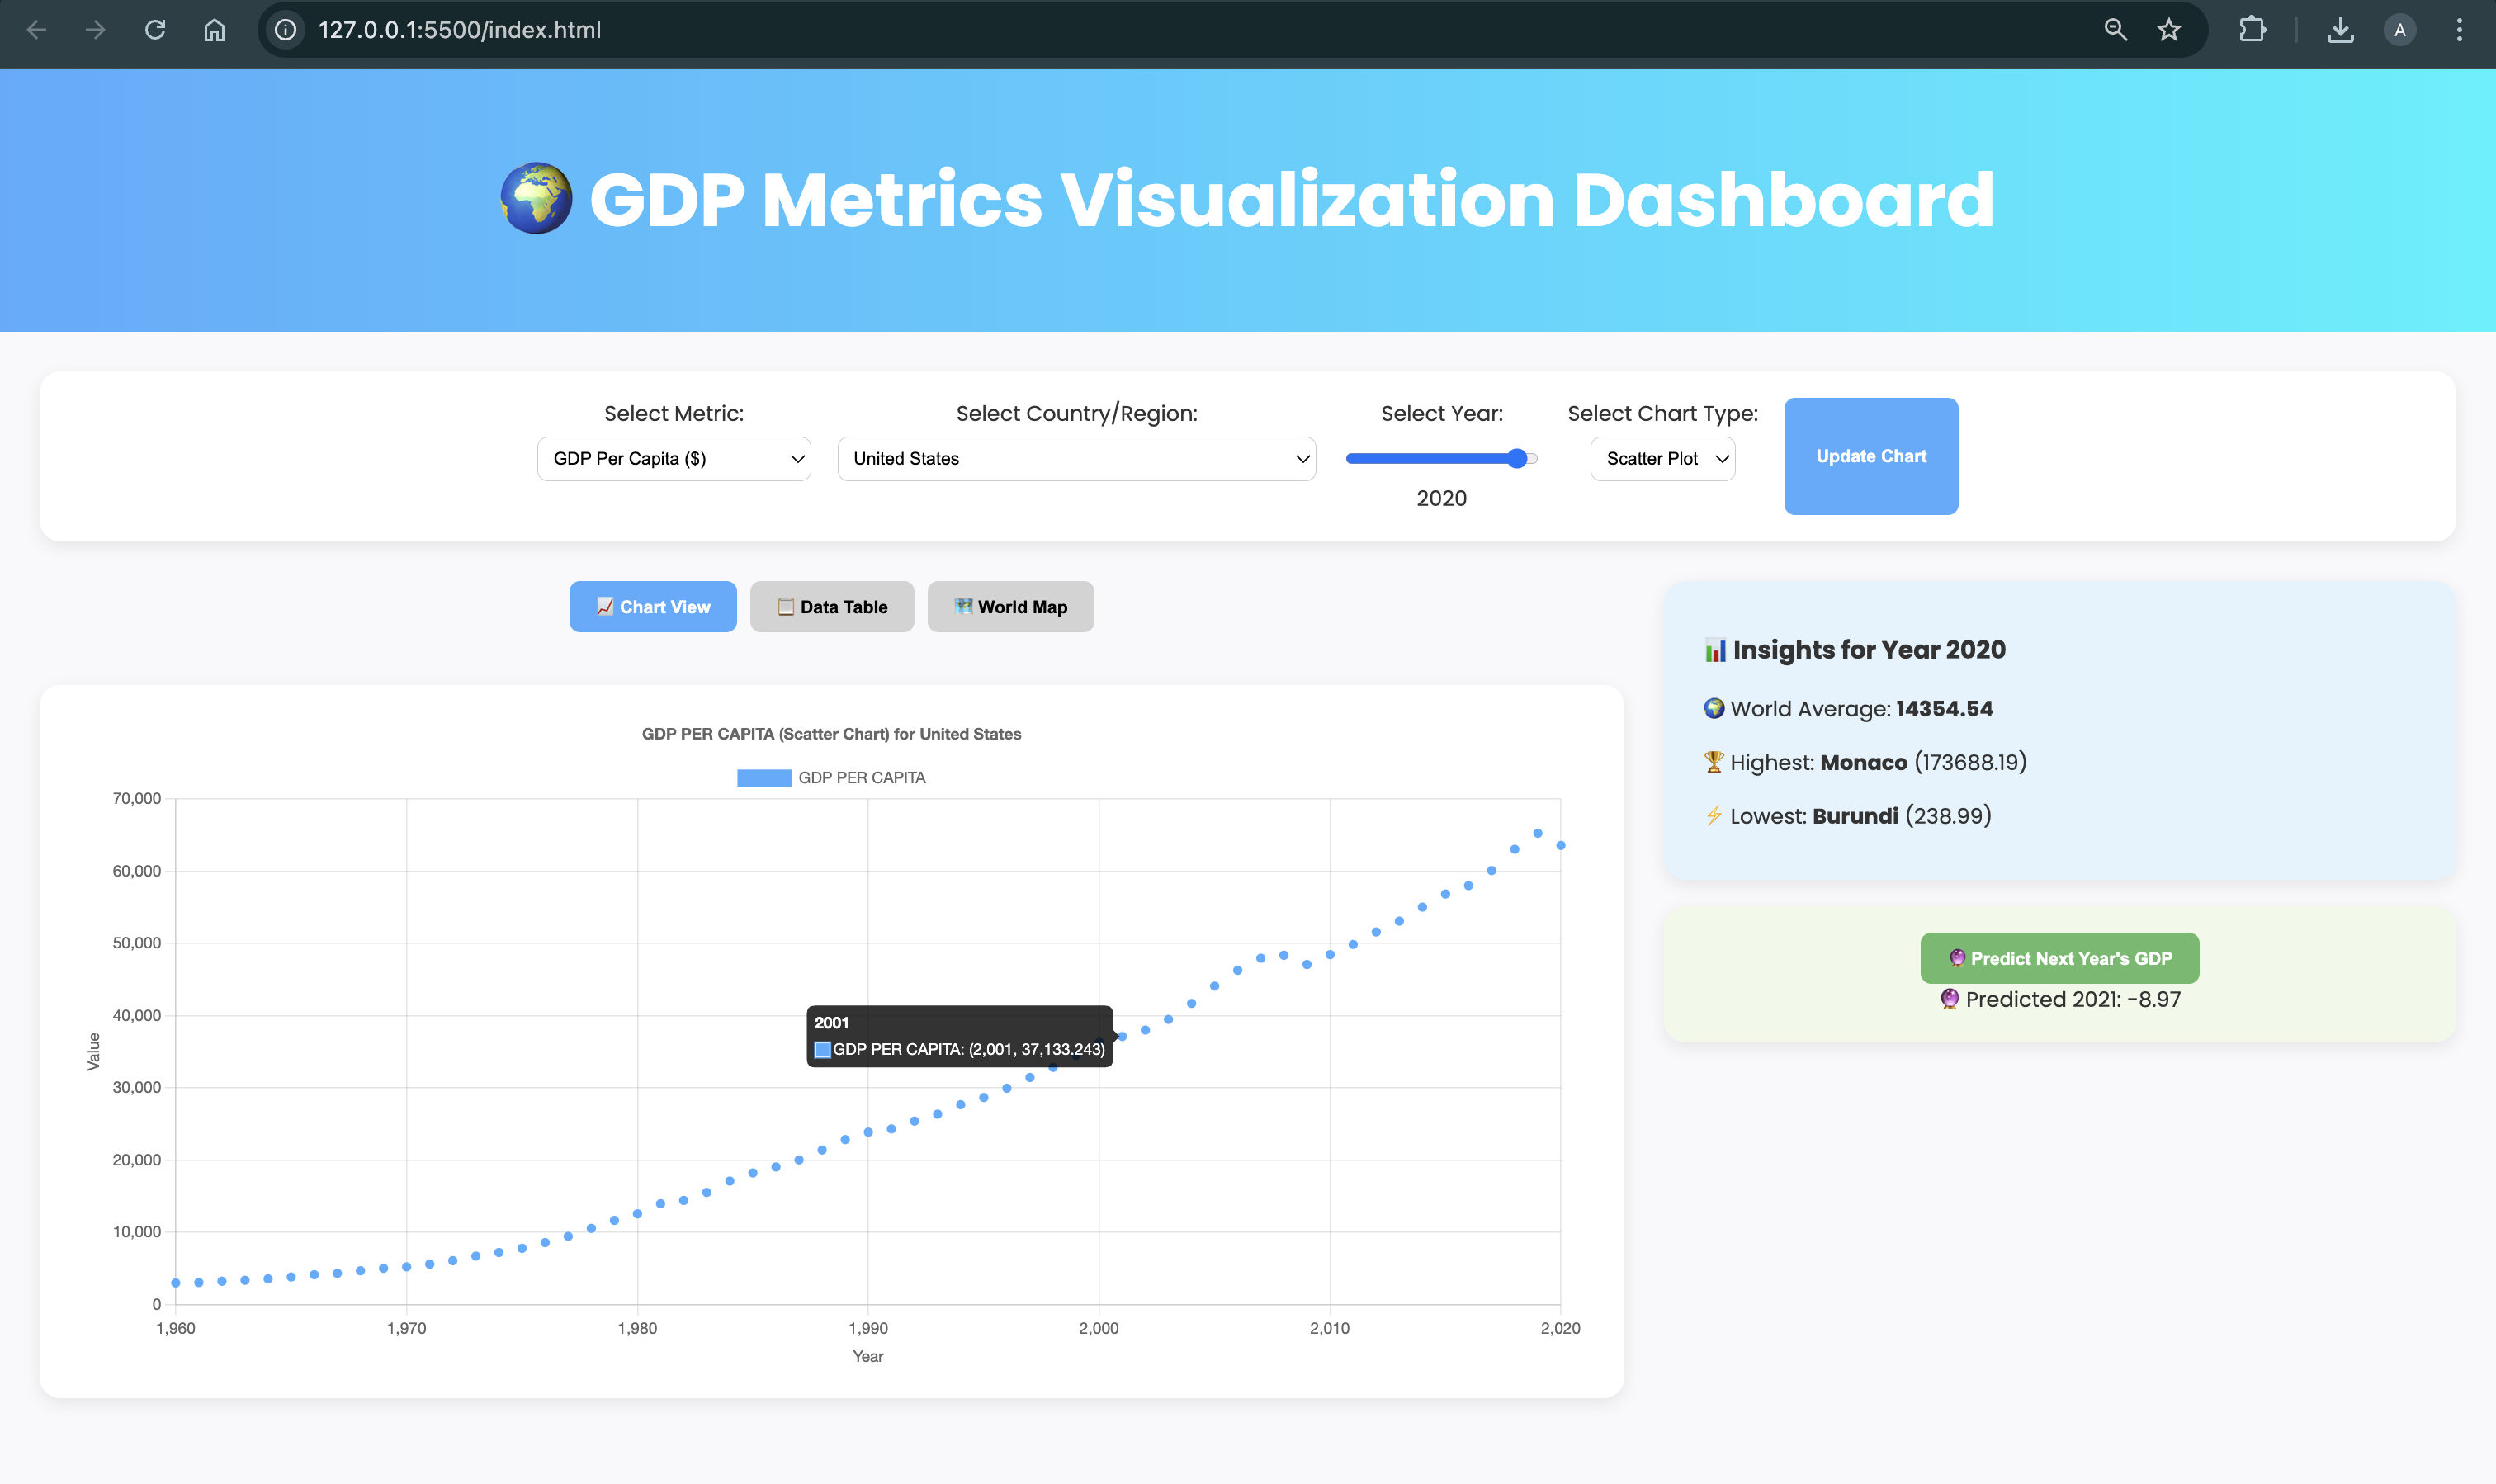 127.0.0.1:5500/index.html
A
GDP Metrics Visualization Dashboard
Select Metric:
GDP Per Capita ($)
Select Country/Region:
United States
Select Year:
2020
Select Chart Type:
Scatter Plot
Update Chart
Chart View
Data Table
World Map
GDP PER CAPITA (Scatter Chart) for United States
GDP PER CAPITA
70,000
60,000
50,000
40,000
30,000
20,000
10,000
0
Value
2001
GDP PER CAPITA: (2,001, 37,133.243)
1,960
1,970
1,980
1,990
2,000
2,010
2,020
Year
Insights for Year 2020
World Average: 14354.54
Highest: Monaco (173688.19)
Lowest: Burundi (238.99)
Predict Next Year's GDP
Predicted 2021: -8.97